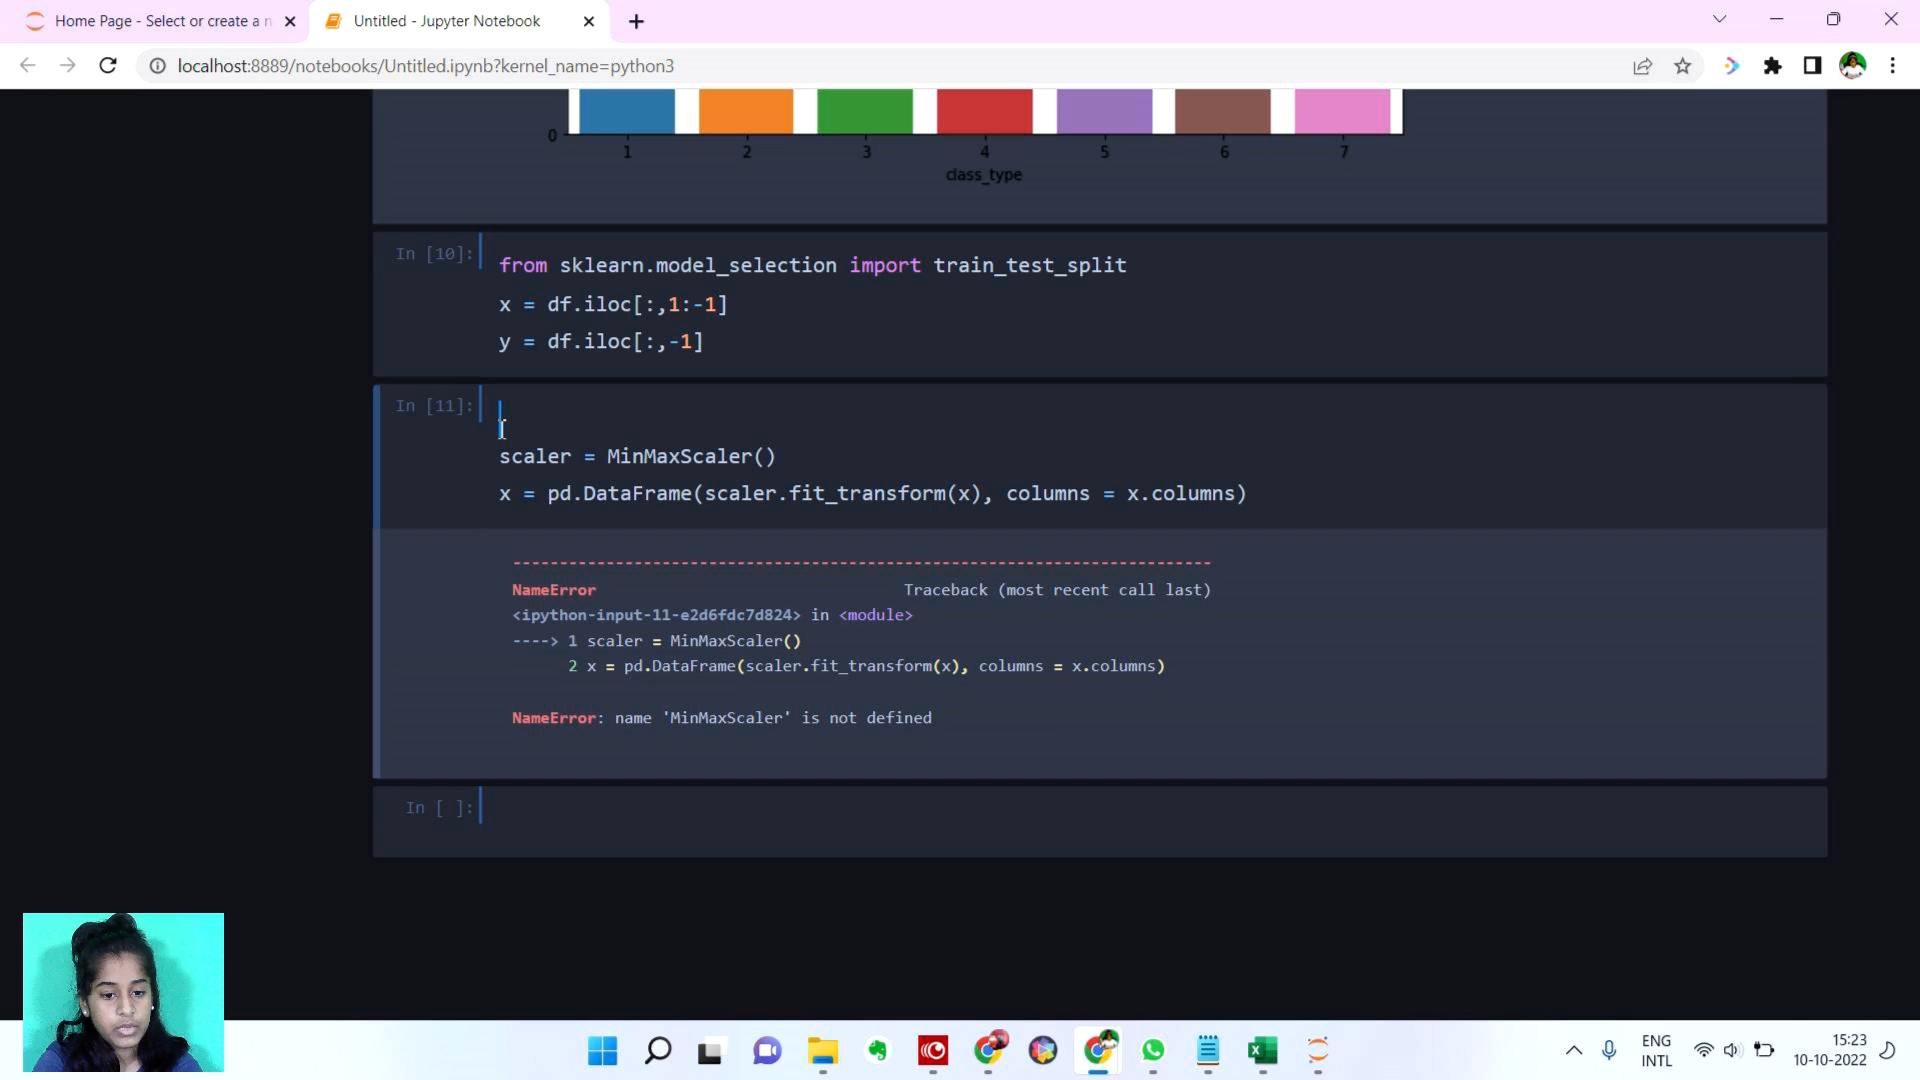 Home Page - Select or create a n
Untitled - Jupyter Notebook
localhost:8889/notebooks/Untitled.ipynb?kernel_name=python3
0
1 2 3 4 5 6 7
class_type
In [10]:
from sklearn.model_selection import train_test_split
x = df.iloc[:,1:-1]
y = df.iloc[:,-1]
In [11]:
scaler = MinMaxScaler()
x = pd.DataFrame(scaler.fit_transform(x), columns = x.columns)
---------------------------------------------------------------------------
NameError Traceback (most recent call last)
<ipython-input-11-e2d6fdc7d824> in <module>
----> 1 scaler = MinMaxScaler()
2 x = pd.DataFrame(scaler.fit_transform(x), columns = x.columns)
NameError: name 'MinMaxScaler' is not defined
In [ ]:
ENG
INTL
15:23
10-10-2022